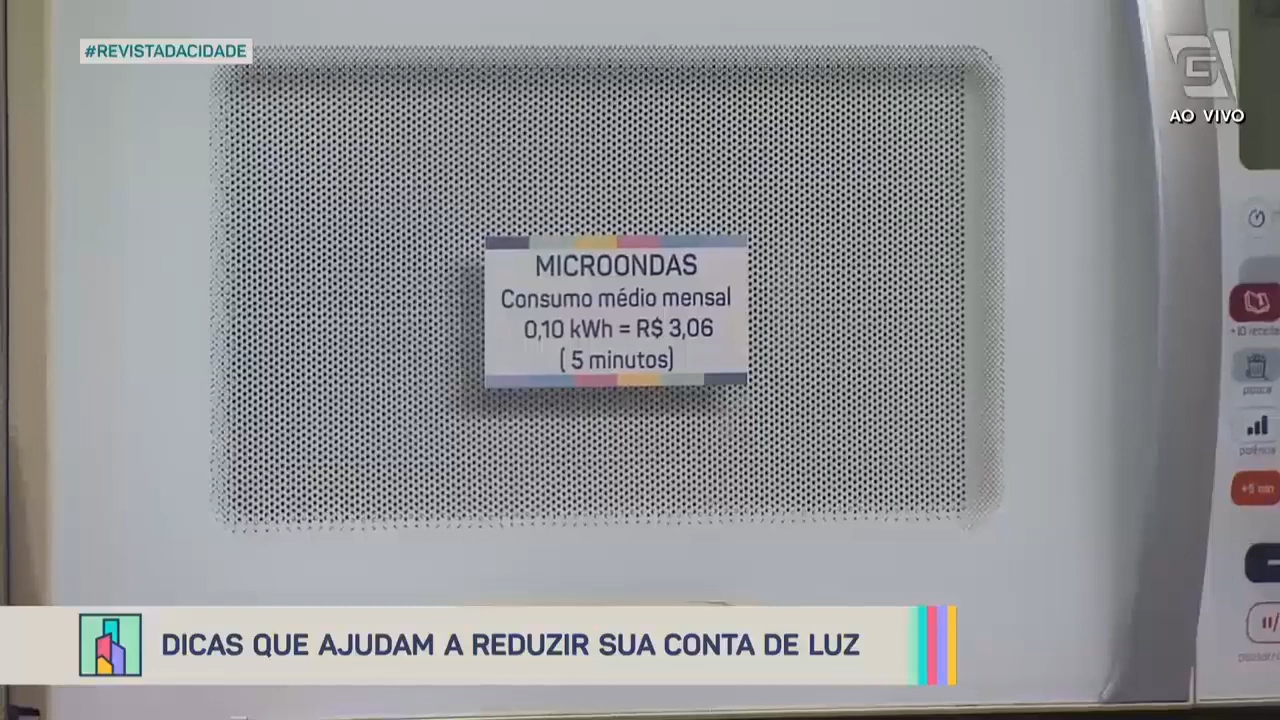 #REVISTADACIDADE
AO VIVO
MICROONDAS
Consumo médio mensal
0,10 kWh = R$ 3,06
( 5 minutos)
potência
+5 min
DICAS QUE AJUDAM A REDUZIR SUA CONTA DE LUZ